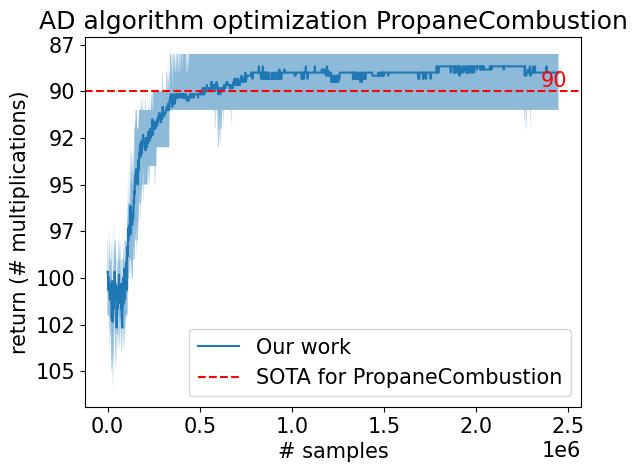 AD algorithm optimization PropaneCombustion
return (# multiplications)
87
90
92
95
97
100
102
105
90
Our work
SOTA for PropaneCombustion
0.0
0.5
1.0
1.5
2.0
2.5
1e6
# samples